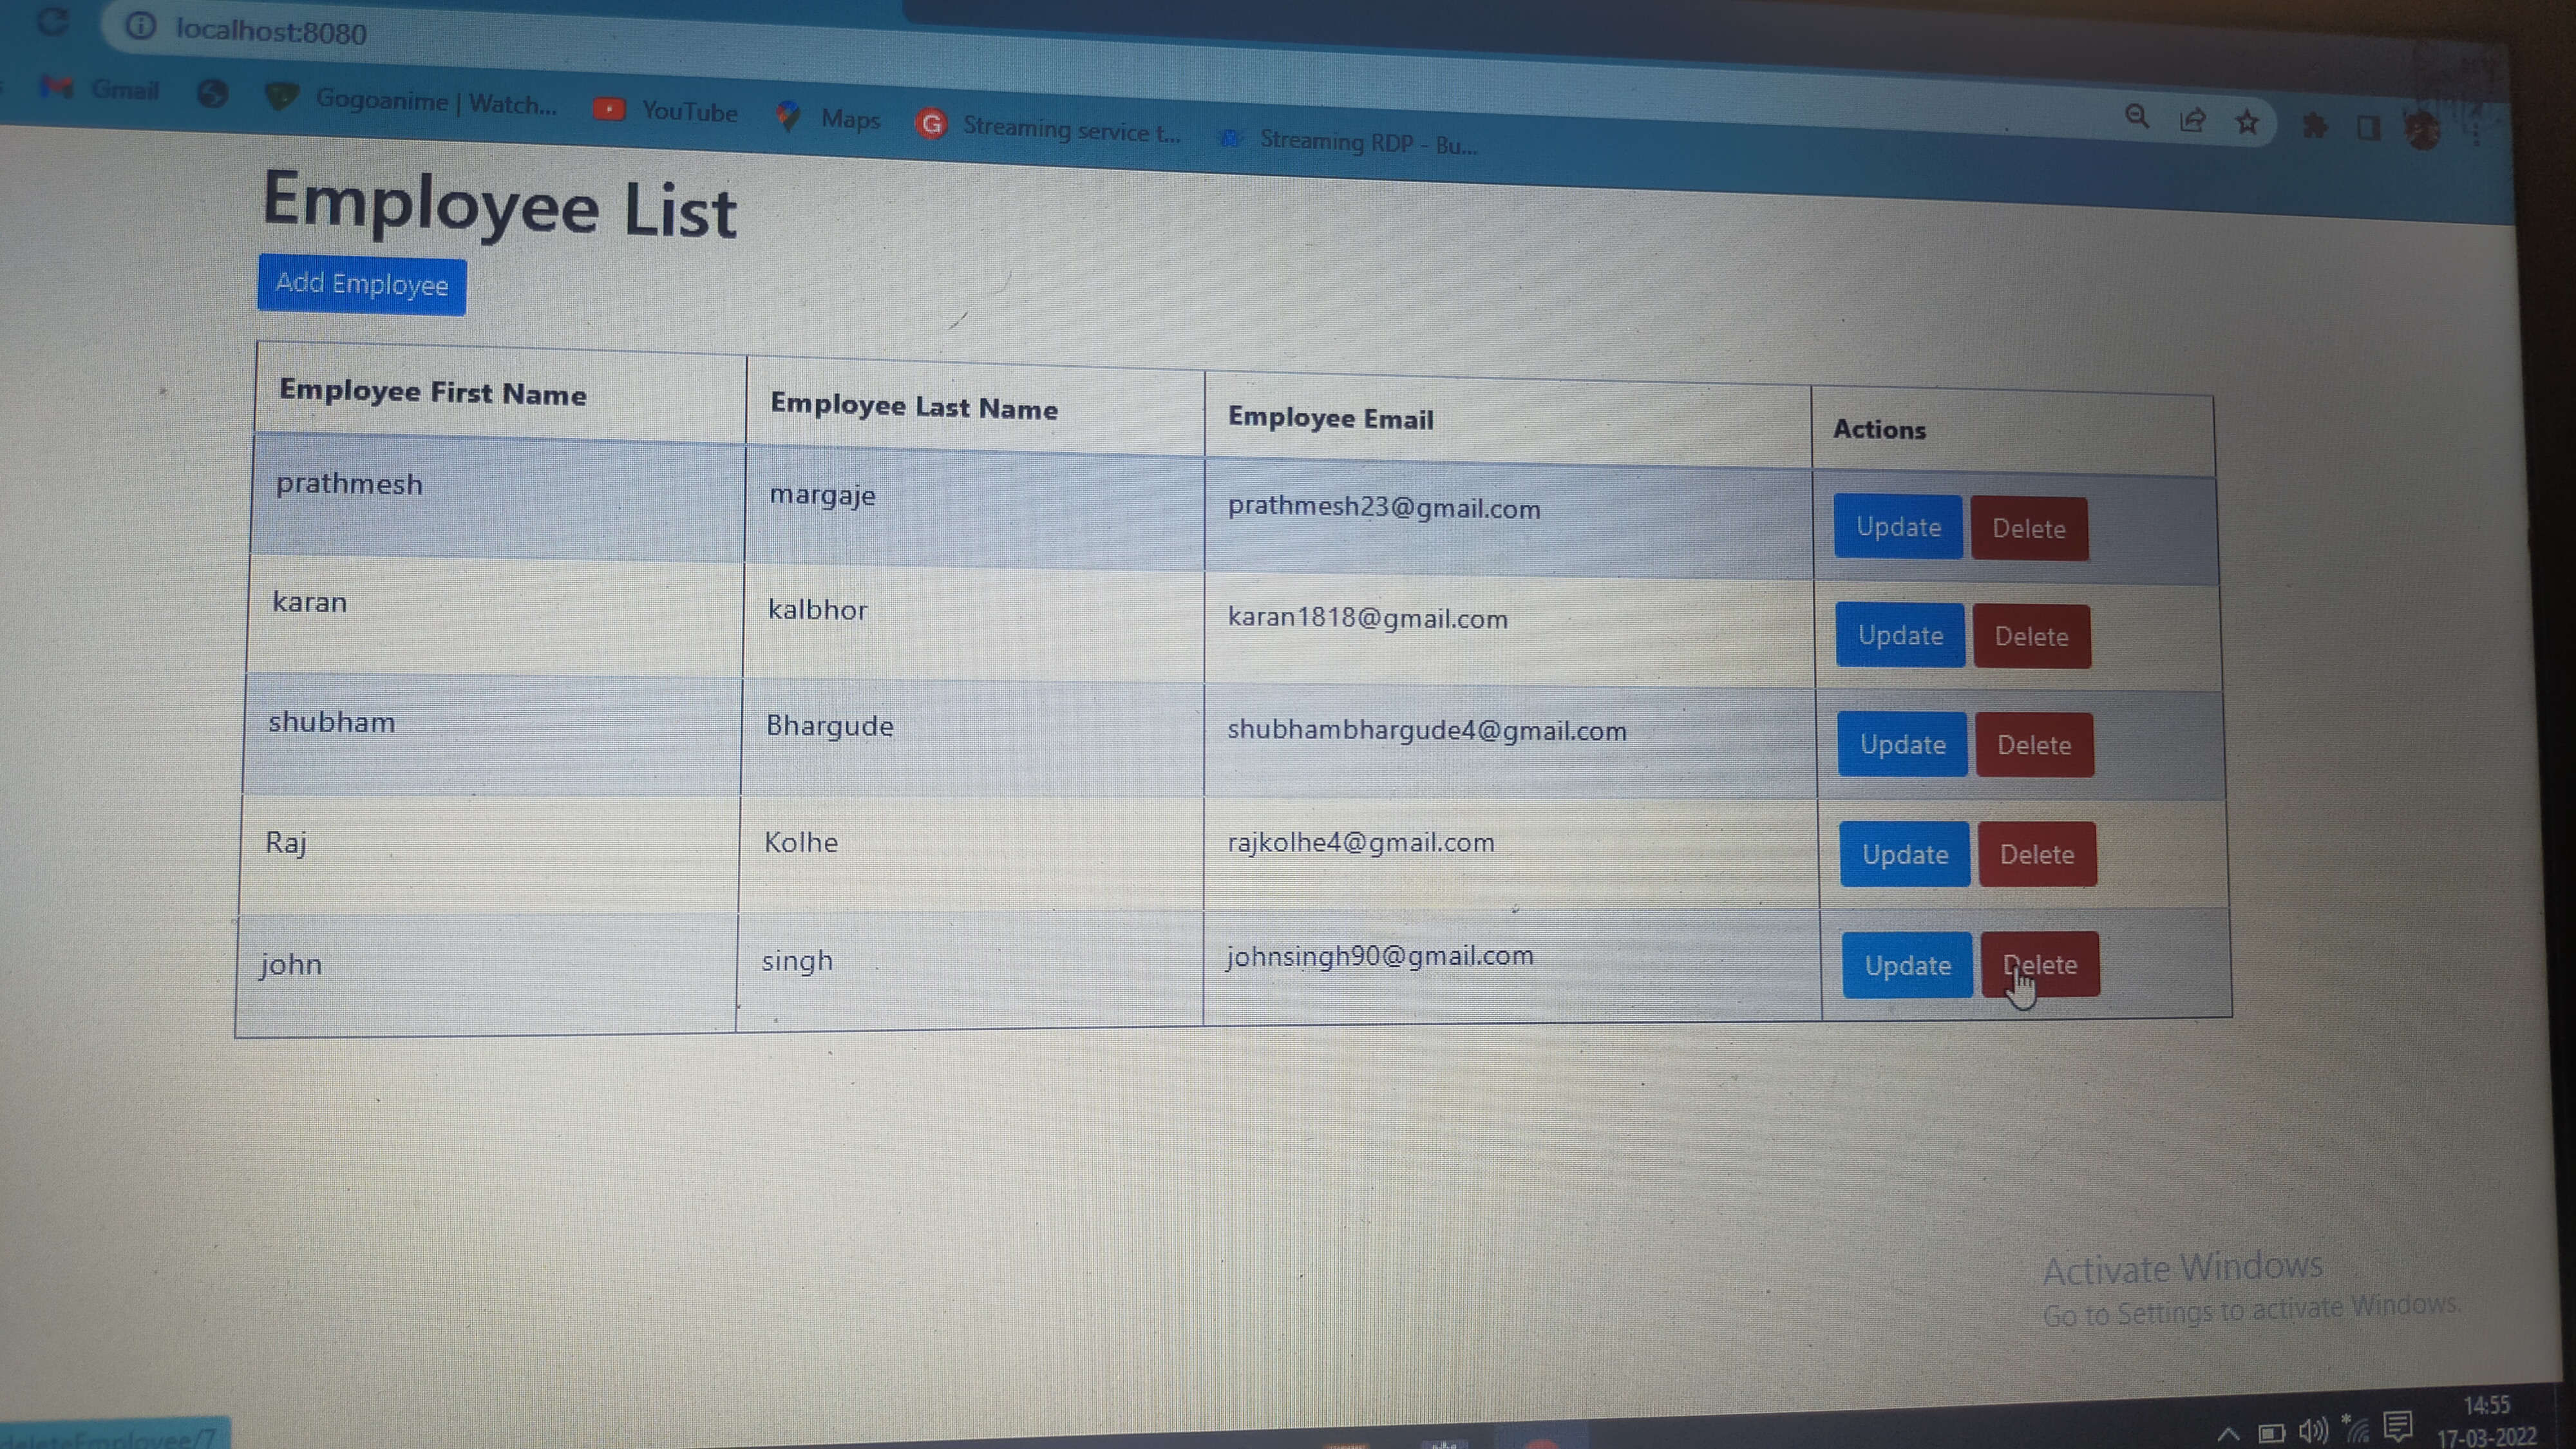 localhost:8080
Gmail Gogoanime | Watch... YouTube Maps Streaming service t... Streaming RDP - Bu...
Employee List
Add Employee
Employee First Name Employee Last Name Employee Email Actions
prathmesh margaje prathmesh23@gmail.com Update Delete
karan kalbhor karan1818@gmail.com Update Delete
shubham Bhargude shubhambhargude4@gmail.com Update Delete
Raj Kolhe rajkolhe4@gmail.com Update Delete
john singh johnsingh90@gmail.com Update Delete
Activate Windows
Go to Settings to activate Windows.
14:55
17-03-2022